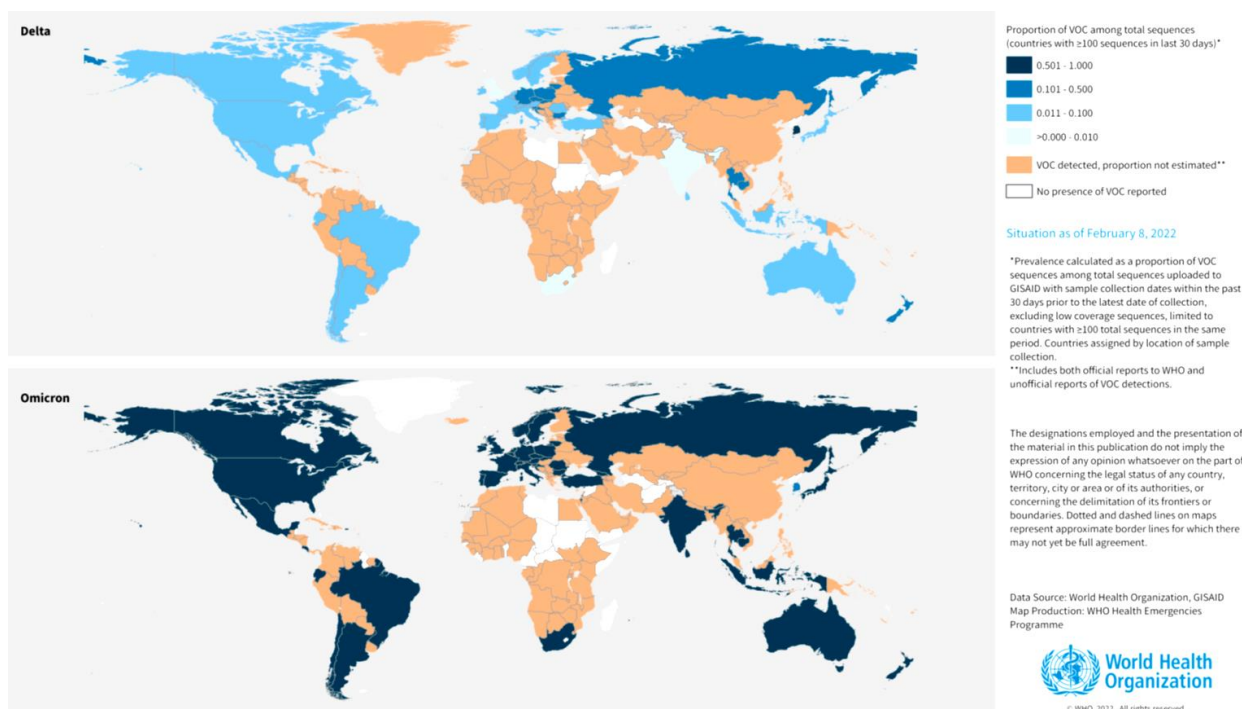 Delta
Omicron
Proportion of VOC among total sequences
(countries with ≥100 sequences in last 30 days)*
0.501 - 1.000
0.101 - 0.500
0.011 - 0.100
>0.000 - 0.010
VOC detected, proportion not estimated**
No presence of VOC reported
Situation as of February 8, 2022
*Prevalence calculated as a proportion of VOC
sequences among total sequences uploaded to
GISAID with sample collection dates within the past
30 days prior to the latest date of collection,
excluding low coverage sequences, limited to
countries with ≥100 total sequences in the same
period. Countries assigned by location of sample
collection.
**Includes both official reports to WHO and
unofficial reports of VOC detections.
The designations employed and the presentation of
the material in this publication do not imply the
expression of any opinion whatsoever on the part of
WHO concerning the legal status of any country,
territory, city or area or of its authorities, or
concerning the delimitation of its frontiers or
boundaries. Dotted and dashed lines on maps
represent approximate border lines for which there
may not yet be full agreement.
Data Source: World Health Organization, GISAID
Map Production: WHO Health Emergencies
Programme
World Health
Organization
© WHO 2022. All rights reserved